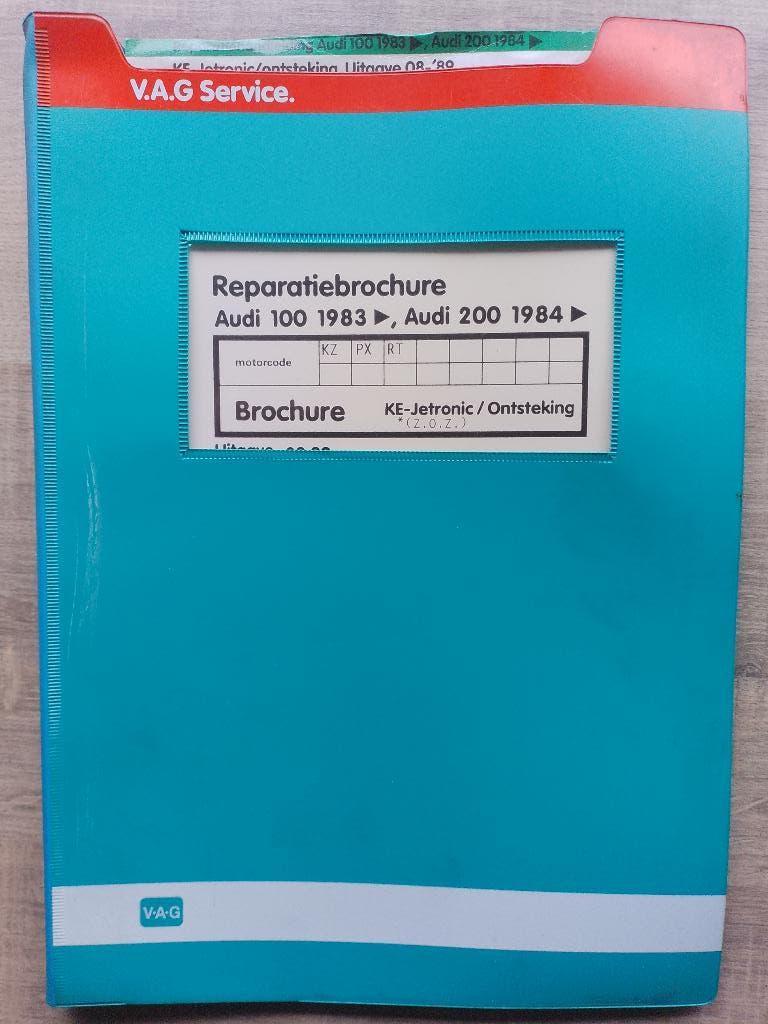 Audi 100 1983 ▶, Audi 200 1984 ▶
KE-Jetronic/ontsteking Uitgave 08-'89
V.A.G Service.
Reparatiebrochure
Audi 100 1983 ▶, Audi 200 1984 ▶
motorcode KZ PX RT
Brochure KE-Jetronic / Ontsteking
*(Z.O.Z.)
Uitgave
V·A·G